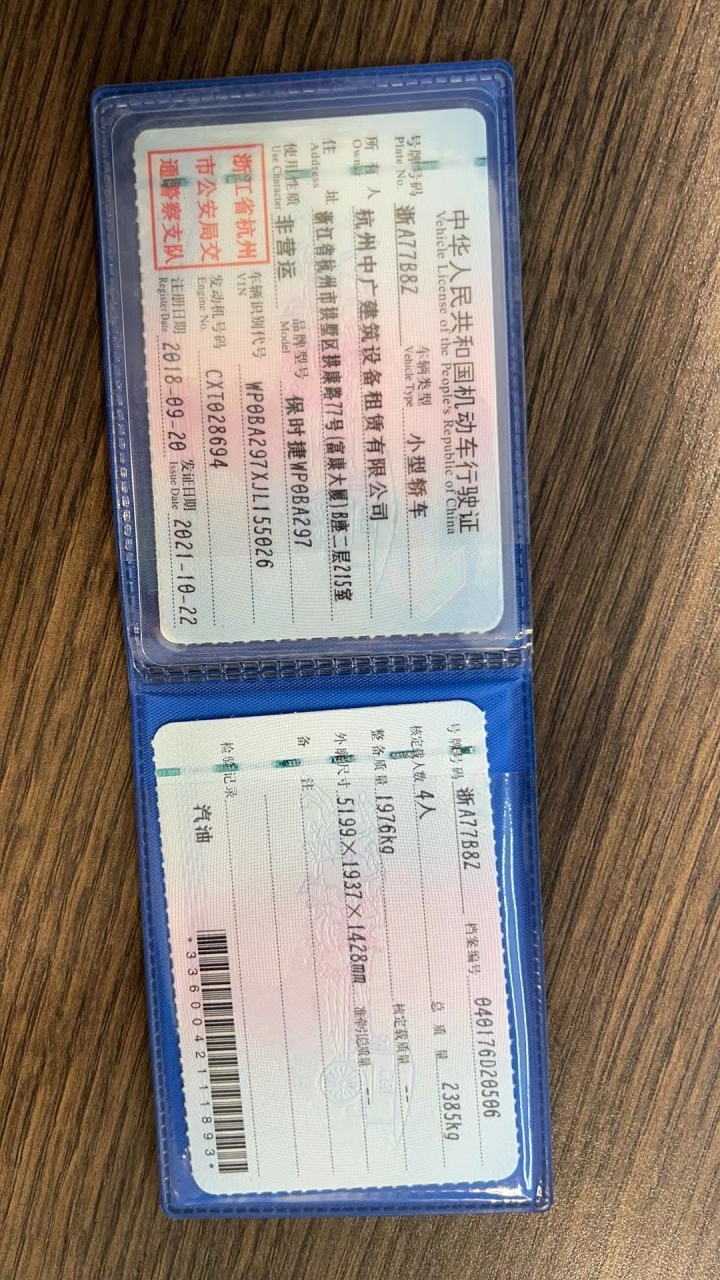 中华人民共和国机动车行驶证
Vehicle License of the People's Republic of China
号牌号码 浙A77B8Z 车辆类型 小型轿车
Plate No. Vehicle Type
所有人 杭州中广建筑设备租赁有限公司
Owner
住址 浙江省杭州市拱墅区拱康路77号(富康大厦)B座二层215室
Address
使用性质 非营运 品牌型号 保时捷WP0BA297
Use Character Model
浙江省杭州
市公安局交
通警察支队
车辆识别代号 WP0BA297XJL155026
VIN
发动机号码 CXT028694
Engine No.
注册日期 2018-09-20 发证日期 2021-10-22
Register Date Issue Date
号牌号码 浙A77B8Z 档案编号 040176D20506
核定载人数 4人 总质量 2385kg
整备质量 1976kg 核定载质量 --
外廓尺寸 5199×1937×1428mm 准牵引总质量 --
备注
检验记录
汽油
*3360042111893*